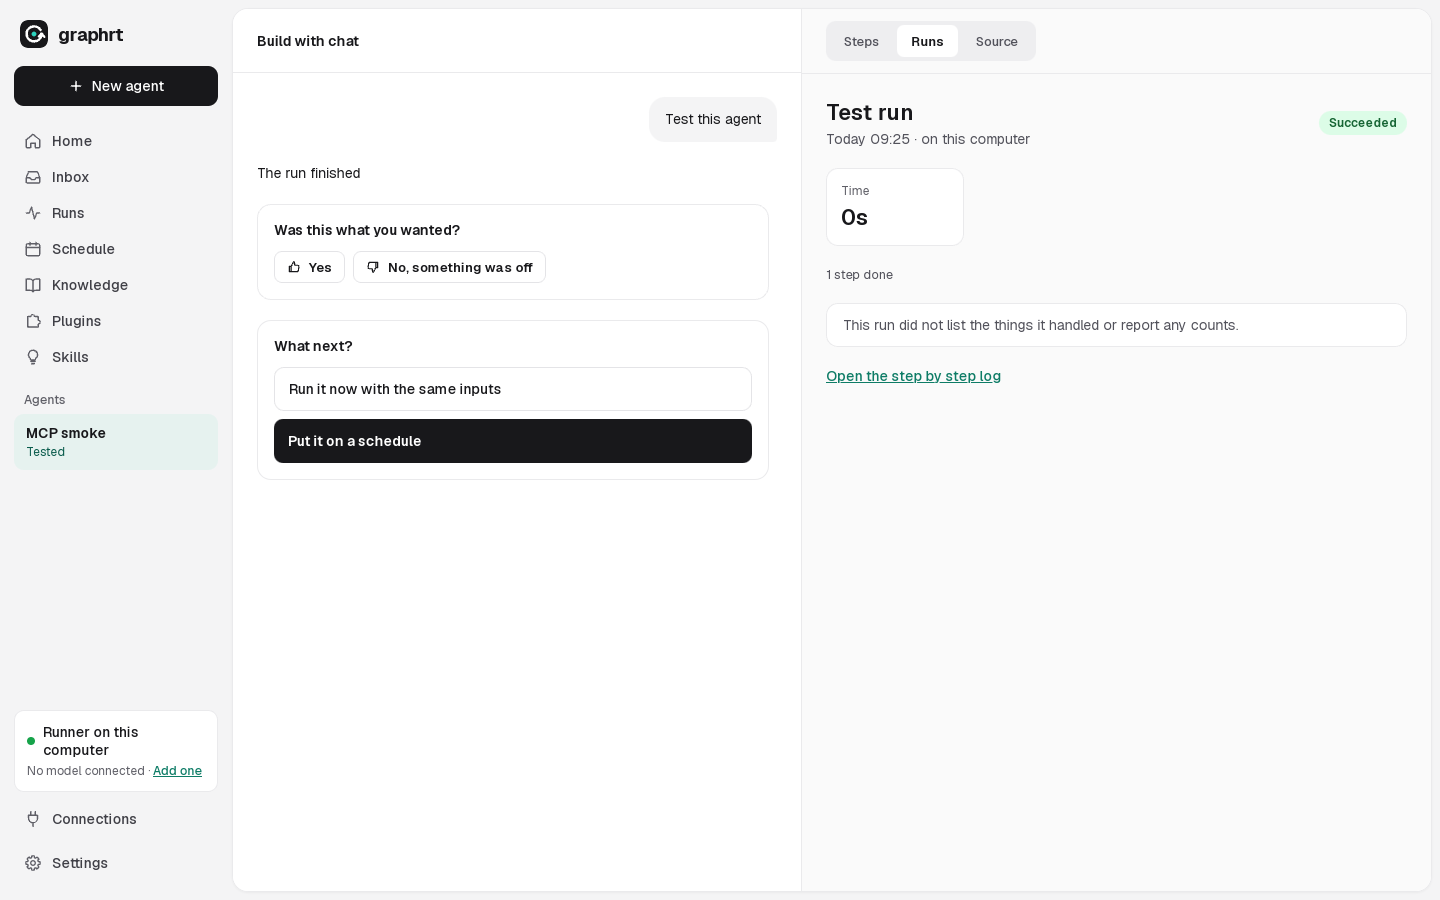 graphrt
New agent
Home
Inbox
Runs
Schedule
Knowledge
Plugins
Skills
Agents
MCP smoke
Tested
Runner on this
computer
No model connected · Add one
Connections
Settings
Build with chat
Test this agent
The run finished
Was this what you wanted?
Yes
No, something was off
What next?
Run it now with the same inputs
Put it on a schedule
Steps
Runs
Source
Test run
Today 09:25 · on this computer
Succeeded
Time
0s
1 step done
This run did not list the things it handled or report any counts.
Open the step by step log